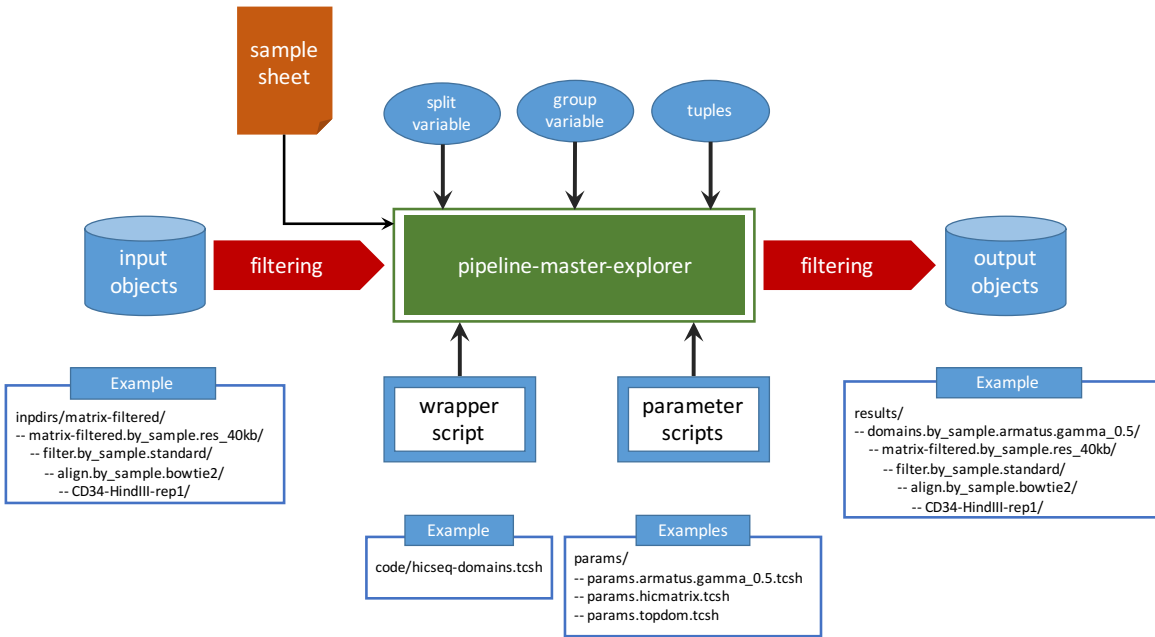 sample
sheet
split
variable
group
variable
tuples
input
objects
filtering
pipeline-master-explorer
filtering
output
objects
wrapper
script
parameter
scripts
Example
inpdirs/matrix-filtered/
-- matrix-filtered.by_sample.res_40kb/
-- filter.by_sample.standard/
-- align.by_sample.bowtie2/
-- CD34-HindIII-rep1/
Example
results/
-- domains.by_sample.armatus.gamma_0.5/
-- matrix-filtered.by_sample.res_40kb/
-- filter.by_sample.standard/
-- align.by_sample.bowtie2/
-- CD34-HindIII-rep1/
Example
code/hicseq-domains.tcsh
Examples
params/
-- params.armatus.gamma_0.5.tcsh
-- params.hicmatrix.tcsh
-- params.topdom.tcsh